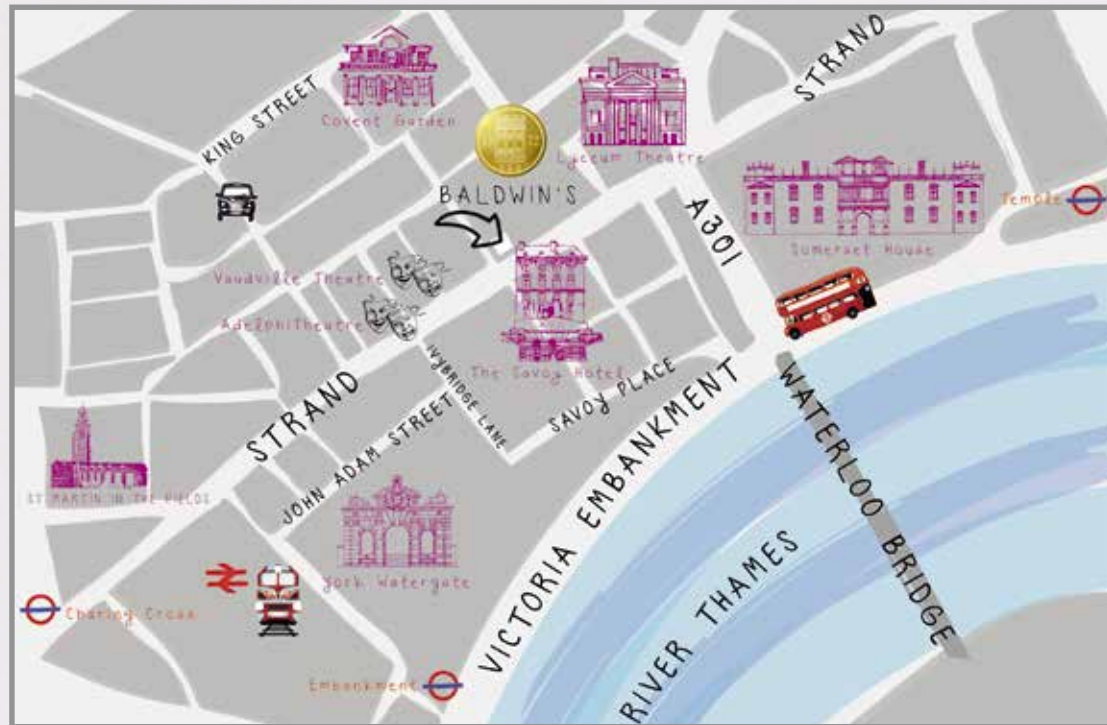 STRAND
KING STREET
Covent Garden
Lyceum Theatre
BALDWIN'S
A301
Temple
Somerset House
Vaudville Theatre
AdelphiTheatre
The Savoy Hotel
IVYBRIDGE LANE
SAVOY PLACE
STRAND
JOHN ADAM STREET
VICTORIA EMBANKMENT
WATERLOO BRIDGE
ST MARTIN IN THE FIELDS
York Watergate
RIVER THAMES
Charing Cross
Embankment